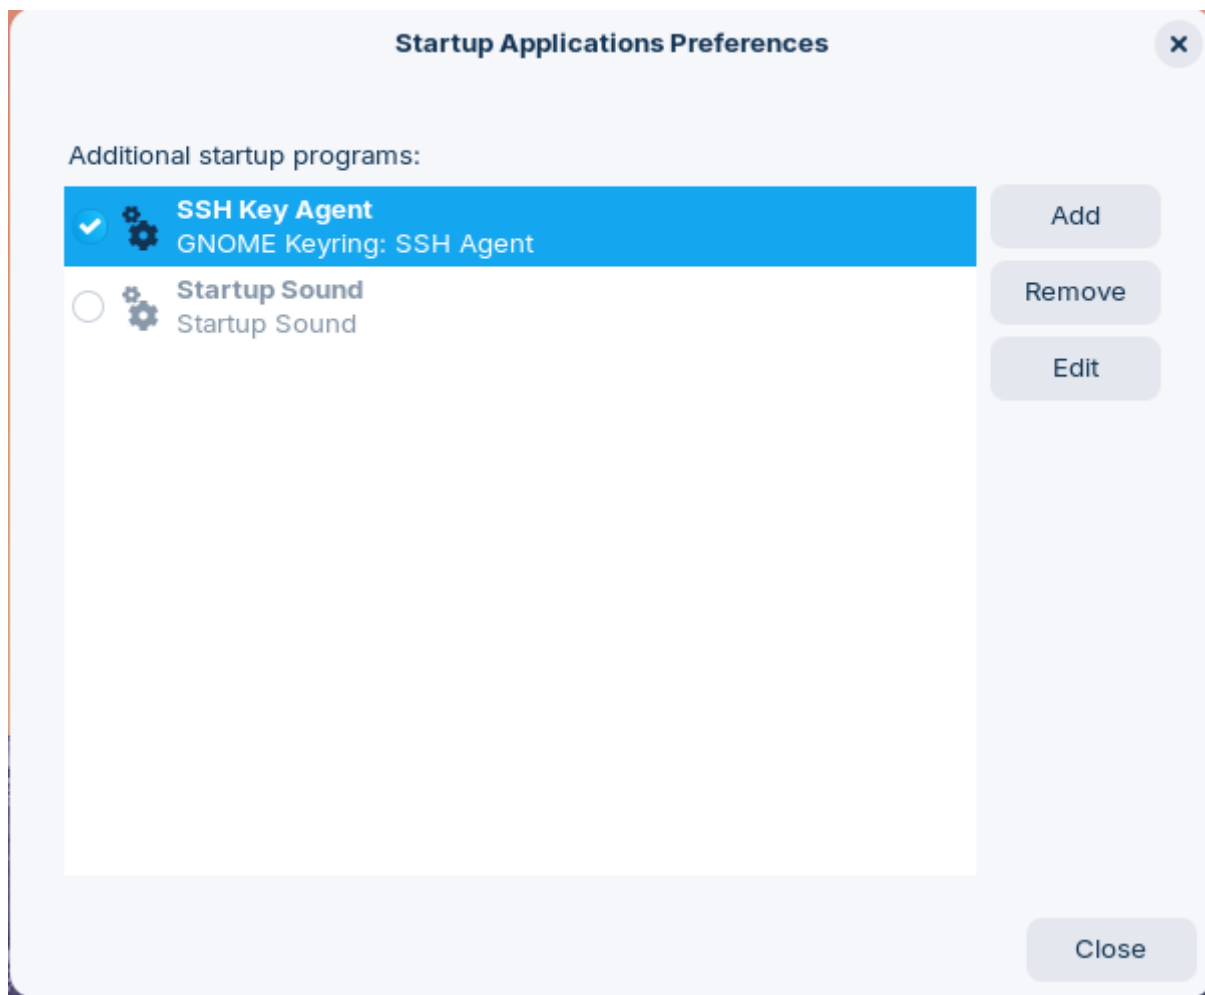 Startup Applications Preferences
Additional startup programs:
SSH Key Agent
GNOME Keyring: SSH Agent
Startup Sound
Startup Sound
Add
Remove
Edit
Close